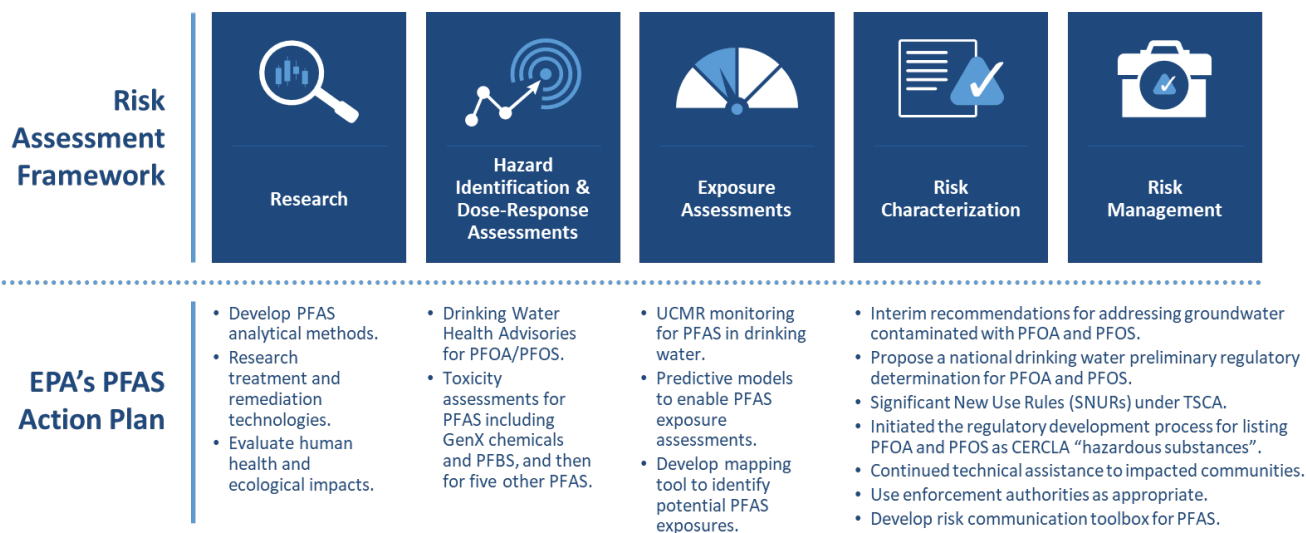 Risk
Assessment
Framework
Research
Hazard
Identification &
Dose-Response
Assessments
Exposure
Assessments
Risk
Characterization
Risk
Management
EPA's PFAS
Action Plan
• Develop PFAS
analytical methods.
• Research
treatment and
remediation
technologies.
• Evaluate human
health and
ecological impacts.
• Drinking Water
Health Advisories
for PFOA/PFOS.
• Toxicity
assessments for
PFAS including
GenX chemicals
and PFBS, and then
for five other PFAS.
• UCMR monitoring
for PFAS in drinking
water.
• Predictive models
to enable PFAS
exposure
assessments.
• Develop mapping
tool to identify
potential PFAS
exposures.
• Interim recommendations for addressing groundwater
contaminated with PFOA and PFOS.
• Propose a national drinking water preliminary regulatory
determination for PFOA and PFOS.
• Significant New Use Rules (SNURs) under TSCA.
• Initiated the regulatory development process for listing
PFOA and PFOS as CERCLA “hazardous substances”.
• Continued technical assistance to impacted communities.
• Use enforcement authorities as appropriate.
• Develop risk communication toolbox for PFAS.